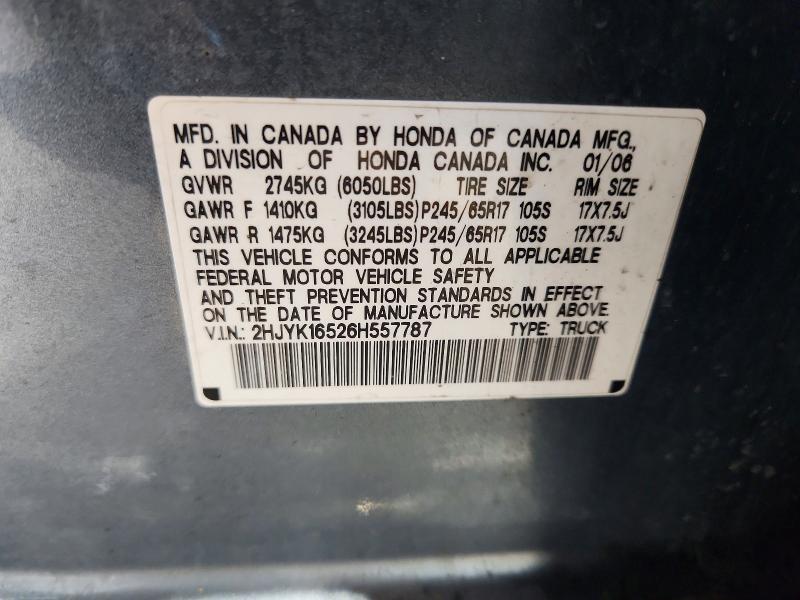 MFD. IN CANADA BY HONDA OF CANADA MFG.,
A DIVISION OF HONDA CANADA INC. 01/06
GVWR 2745KG (6050LBS) TIRE SIZE RIM SIZE
GAWR F 1410KG (3105LBS) P245/65R17 105S 17X7.5J
GAWR R 1475KG (3245LBS) P245/65R17 105S 17X7.5J
THIS VEHICLE CONFORMS TO ALL APPLICABLE
FEDERAL MOTOR VEHICLE SAFETY
AND THEFT PREVENTION STANDARDS IN EFFECT
ON THE DATE OF MANUFACTURE SHOWN ABOVE.
V.I.N.: 2HJYK16526H557787 TYPE: TRUCK